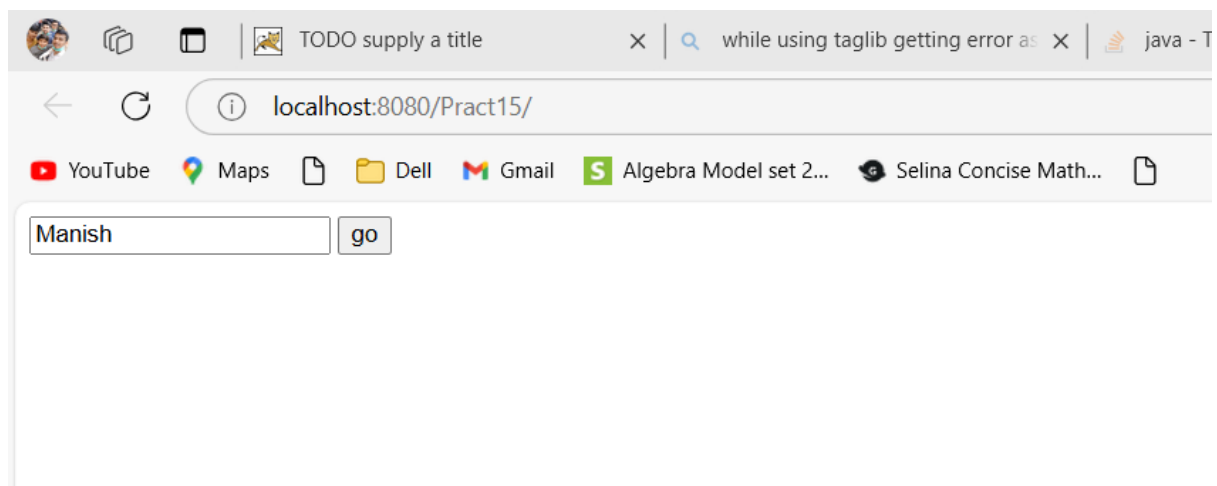 TODO supply a title while using taglib getting error as java - T
localhost:8080/Pract15/
YouTube Maps Dell Gmail Algebra Model set 2... Selina Concise Math...
Manish go